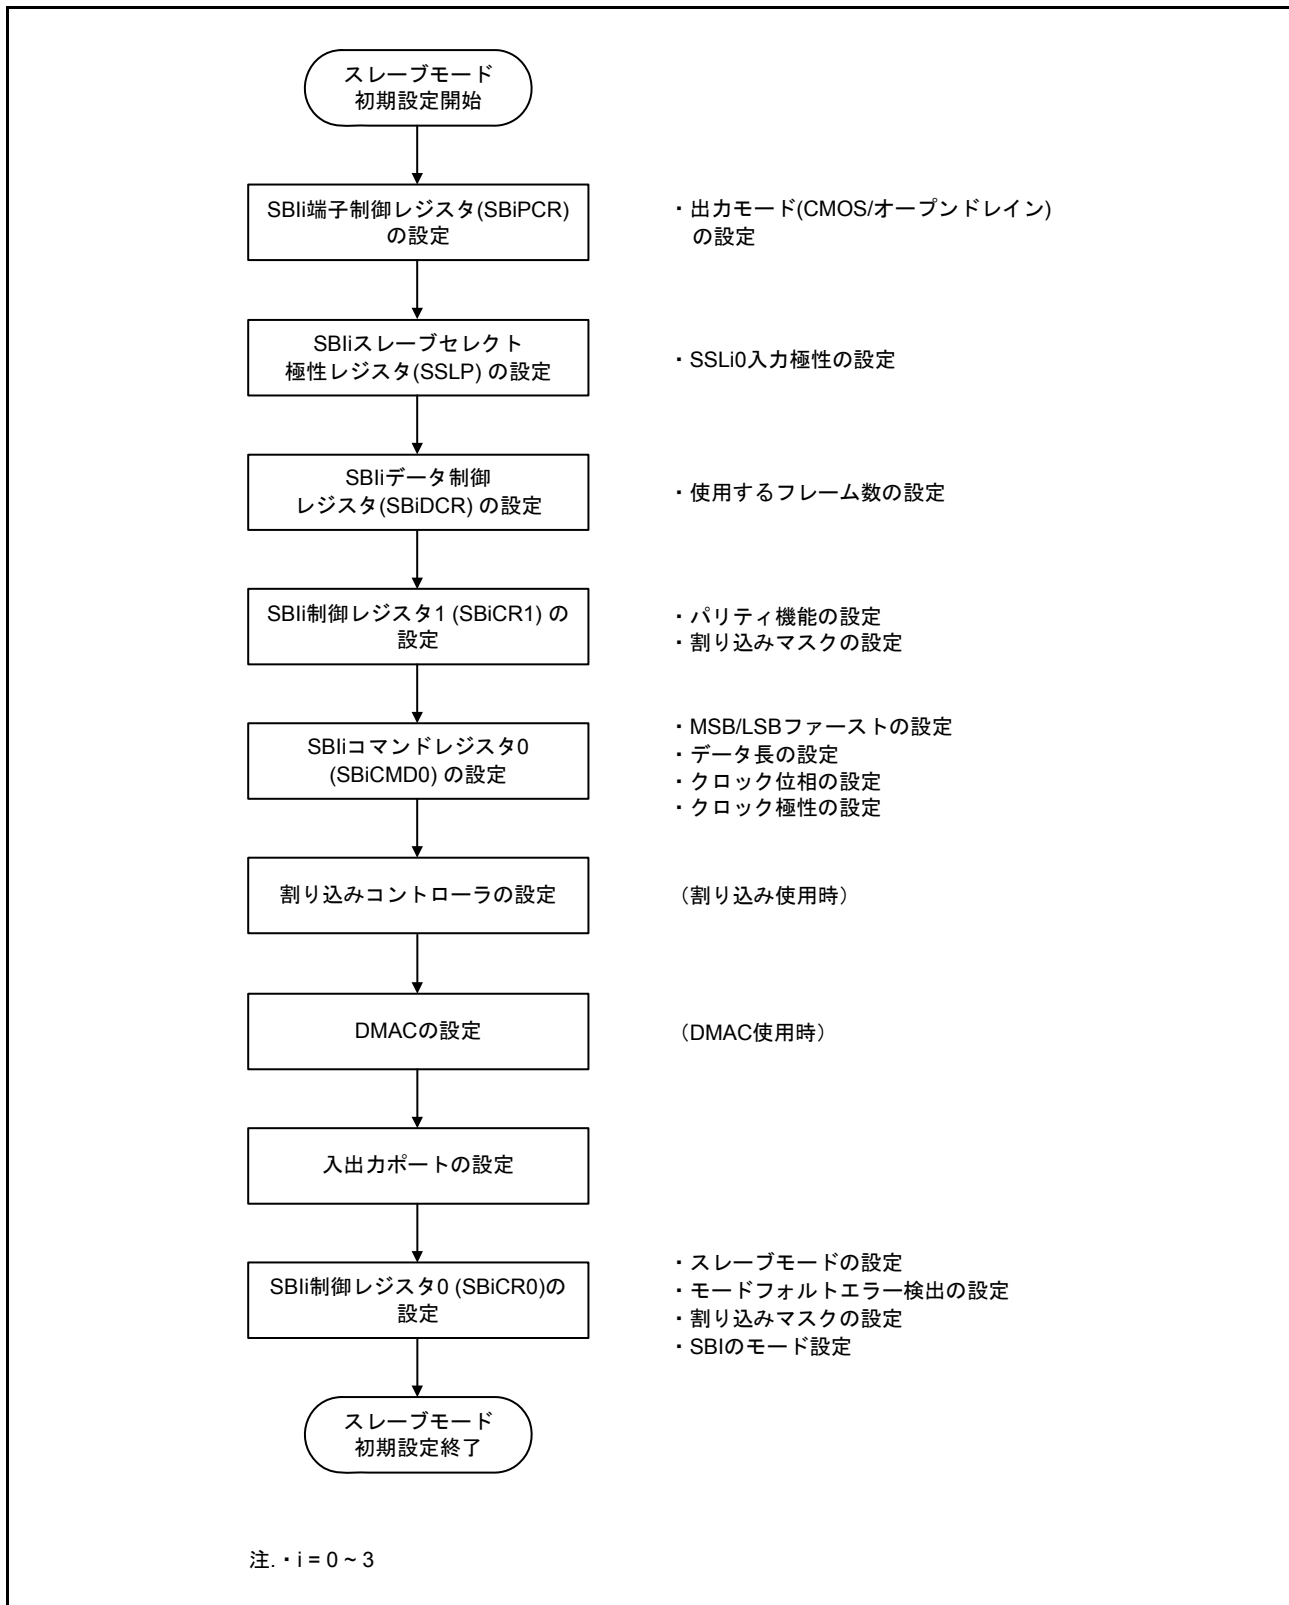 スレーブモード
初期設定開始
SBIi端子制御レジスタ(SBiPCR)
の設定
・出力モード(CMOS/オープンドレイン)
の設定
SBIiスレーブセレクト
極性レジスタ(SSLP) の設定
・SSLi0入力極性の設定
SBIiデータ制御
レジスタ(SBiDCR) の設定
・使用するフレーム数の設定
SBIi制御レジスタ1 (SBiCR1) の
設定
・パリティ機能の設定
・割り込みマスクの設定
SBIiコマンドレジスタ0
(SBiCMD0) の設定
・MSB/LSBファーストの設定
・データ長の設定
・クロック位相の設定
・クロック極性の設定
割り込みコントローラの設定
（割り込み使用時）
DMACの設定
（DMAC使用時）
入出力ポートの設定
SBIi制御レジスタ0 (SBiCR0)の
設定
・スレーブモードの設定
・モードフォルトエラー検出の設定
・割り込みマスクの設定
・SBIのモード設定
スレーブモード
初期設定終了
注.・i = 0 ~ 3